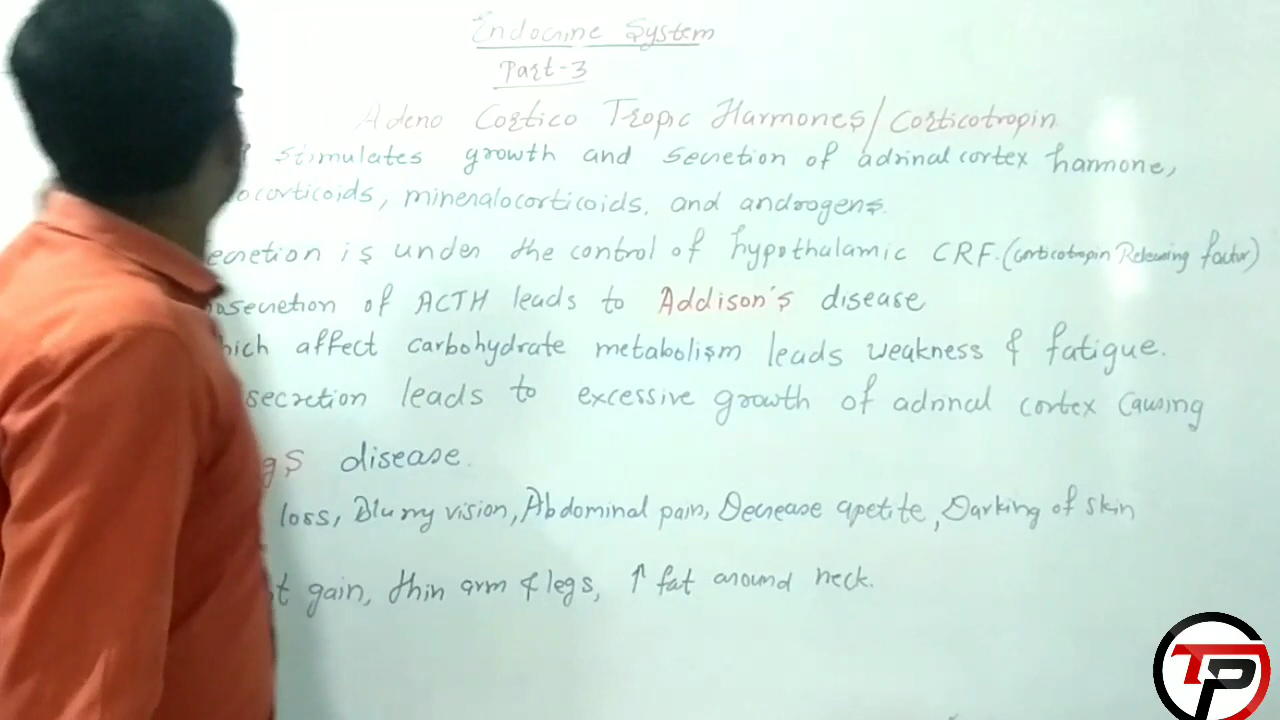 Endocrine System
Part-3
Adeno Cortico Tropic Harmones/Corticotropin
stimulates growth and secretion of adrinal cortex harmone,
ocorticoids, mineralocorticoids, and androgens.
ecretion is under the control of hypothalamic CRF. (corticotropin Releasing factor)
osecretion of ACTH leads to Addison's disease
hich affect carbohydrate metabolism leads weakness & fatigue.
secretion leads to excessive growth of adrinal cortex causing
gs disease.
loss, Blurry vision, Abdominal pain, Decrease apetite, Darking of skin
t gain, thin arm & legs, ↑ fat around neck.
TP